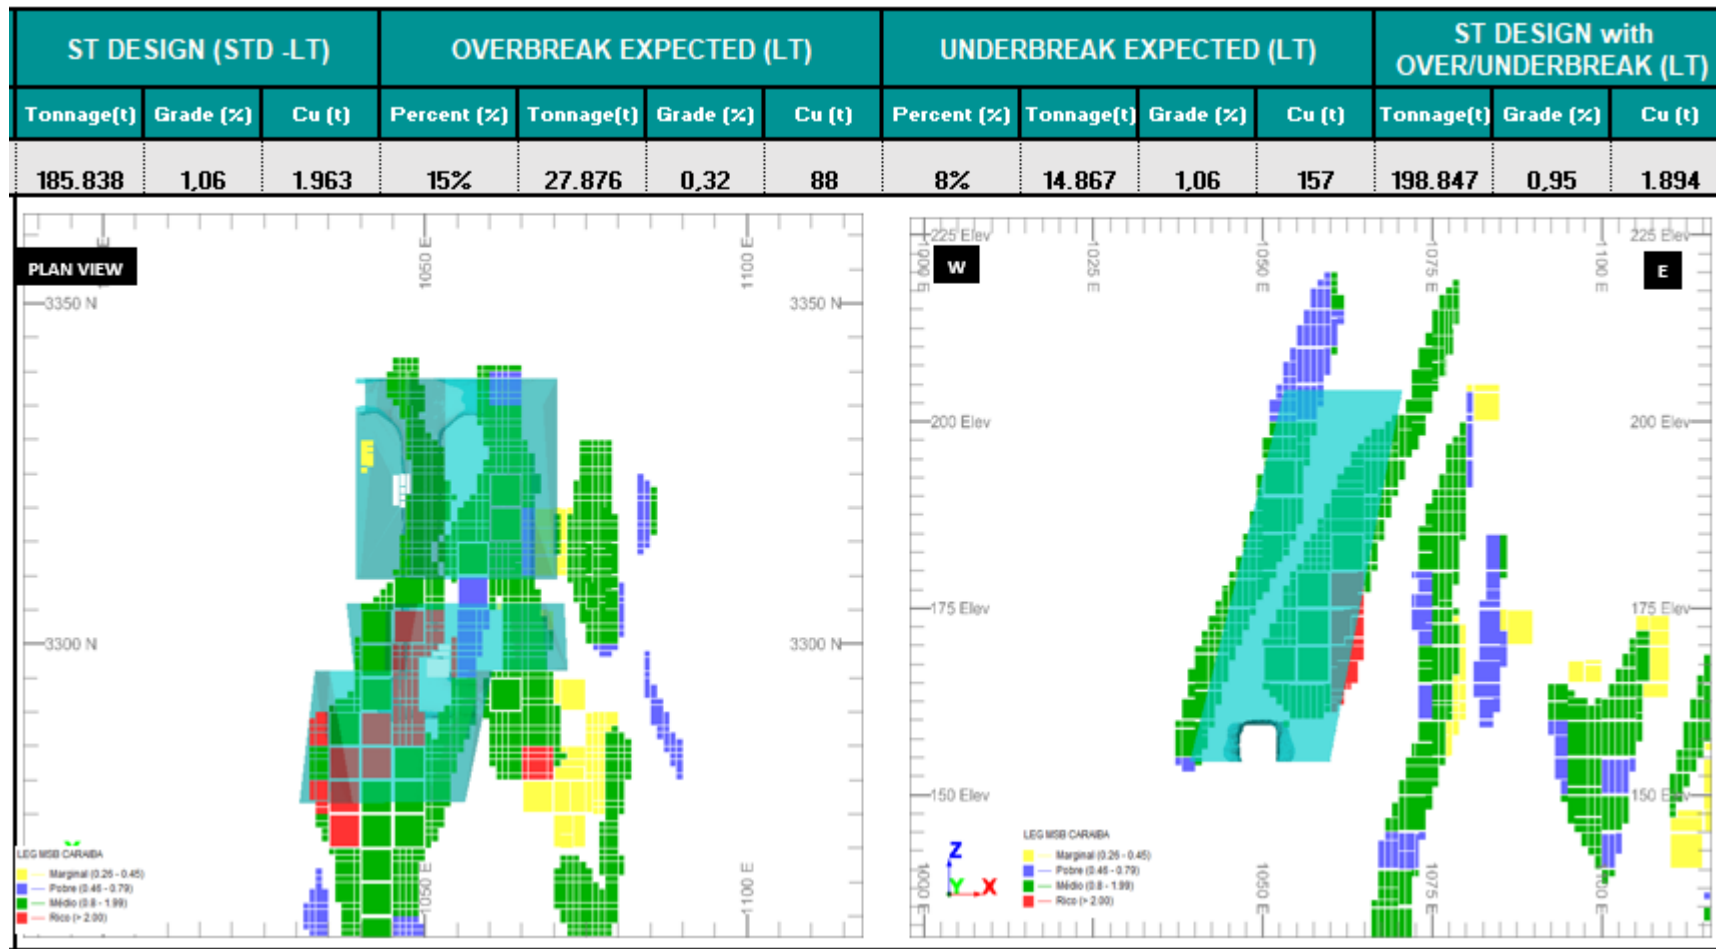 ST DESIGN (STD -LT) OVERBREAK EXPECTED (LT) UNDERBREAK EXPECTED (LT) ST DESIGN with OVER/UNDERBREAK (LT)
Tonnage(t) Grade (%) Cu (t) Percent (%) Tonnage(t) Grade (%) Cu (t) Percent (%) Tonnage(t) Grade (%) Cu (t) Tonnage(t) Grade (%) Cu (t)
185.838 1,06 1.963 15% 27.876 0,32 88 8% 14.867 1,06 157 198.847 0,95 1.894
PLAN VIEW
E
1050 E
1100 E
3350 N
3350 N
3300 N
3300 N
1050 E
1100 E
LEG MSB CARAIBA
Marginal (0.26 - 0.45)
Pobre (0.46 - 0.79)
Médio (0.8 - 1.99)
Rico (> 2.00)
W
E
225 Elev
225 Elev
1000 E
1025 E
1050 E
1075 E
1100 E
200 Elev
200 Elev
175 Elev
175 Elev
150 Elev
150 Elev
Z
Y
X
LEG MSB CARAIBA
Marginal (0.26 - 0.45)
Pobre (0.46 - 0.79)
Médio (0.8 - 1.99)
Rico (> 2.00)
1000 E
1050 E
1075 E
1100 E